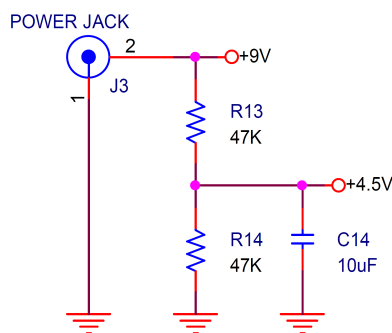 POWER JACK
2
+9V
J3
1
R13
47K
+4.5V
R14
47K
C14
10uF